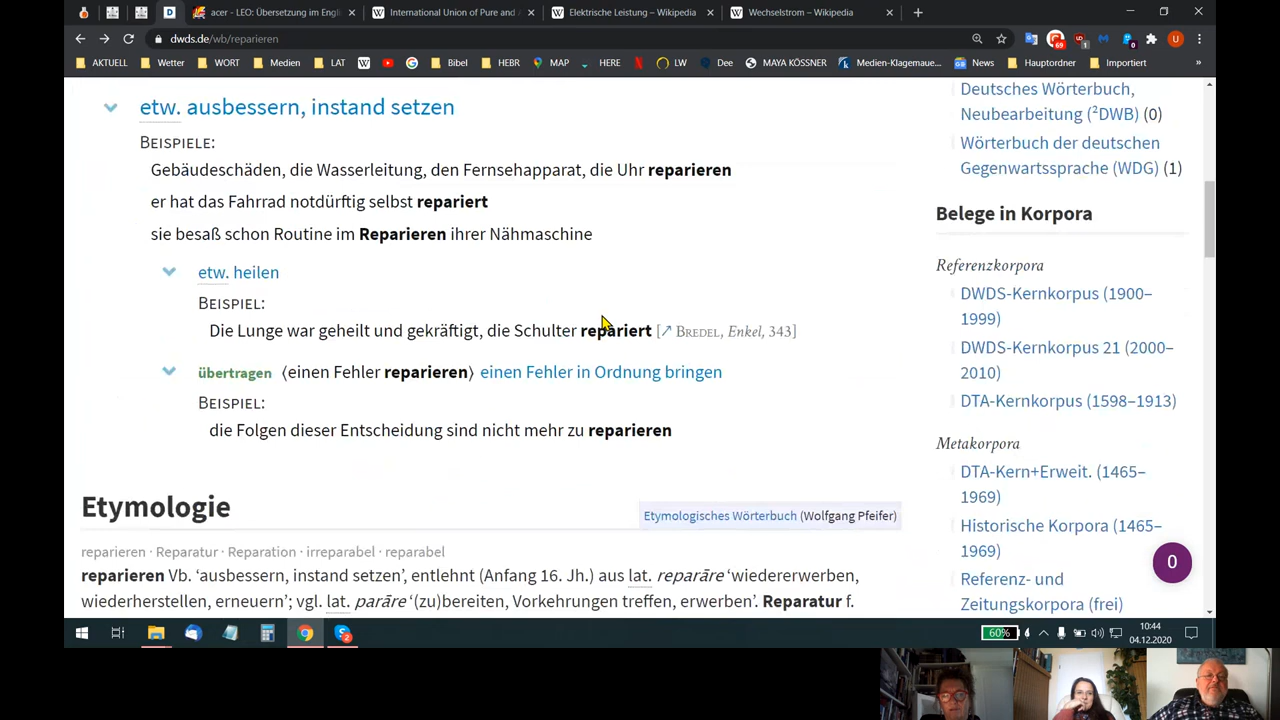 acer - LEO: Übersetzung im Engl
International Union of Pure and A
Elektrische Leistung – Wikipedia
Wechselstrom – Wikipedia
dwds.de/wb/reparieren
AKTUELL
Wetter
WORT
Medien
LAT
Bibel
HEBR
MAP
HERE
LW
Dee
MAYA KÖSSNER
Medien-Klagemaue...
News
Hauptordner
Importiert
etw. ausbessern, instand setzen
BEISPIELE:
Gebäudeschäden, die Wasserleitung, den Fernsehapparat, die Uhr reparieren
er hat das Fahrrad notdürftig selbst repariert
sie besaß schon Routine im Reparieren ihrer Nähmaschine
etw. heilen
BEISPIEL:
Die Lunge war geheilt und gekräftigt, die Schulter repariert [↗ BREDEL, Enkel, 343]
übertragen ⟨einen Fehler reparieren⟩ einen Fehler in Ordnung bringen
BEISPIEL:
die Folgen dieser Entscheidung sind nicht mehr zu reparieren
Etymologie
Etymologisches Wörterbuch (Wolfgang Pfeifer)
reparieren · Reparatur · Reparation · irreparabel · reparabel
reparieren Vb. ‘ausbessern, instand setzen’, entlehnt (Anfang 16. Jh.) aus lat. reparāre ‘wiedererwerben,
wiederherstellen, erneuern’; vgl. lat. parāre ‘(zu)bereiten, Vorkehrungen treffen, erwerben’. Reparatur f.
Deutsches Wörterbuch,
Neubearbeitung (²DWB) (0)
Wörterbuch der deutschen
Gegenwartssprache (WDG) (1)
Belege in Korpora
Referenzkorpora
DWDS-Kernkorpus (1900–
1999)
DWDS-Kernkorpus 21 (2000–
2010)
DTA-Kernkorpus (1598–1913)
Metakorpora
DTA-Kern+Erweit. (1465–
1969)
Historische Korpora (1465–
1969)
Referenz- und
Zeitungskorpora (frei)
0
60%
10:44
04.12.2020